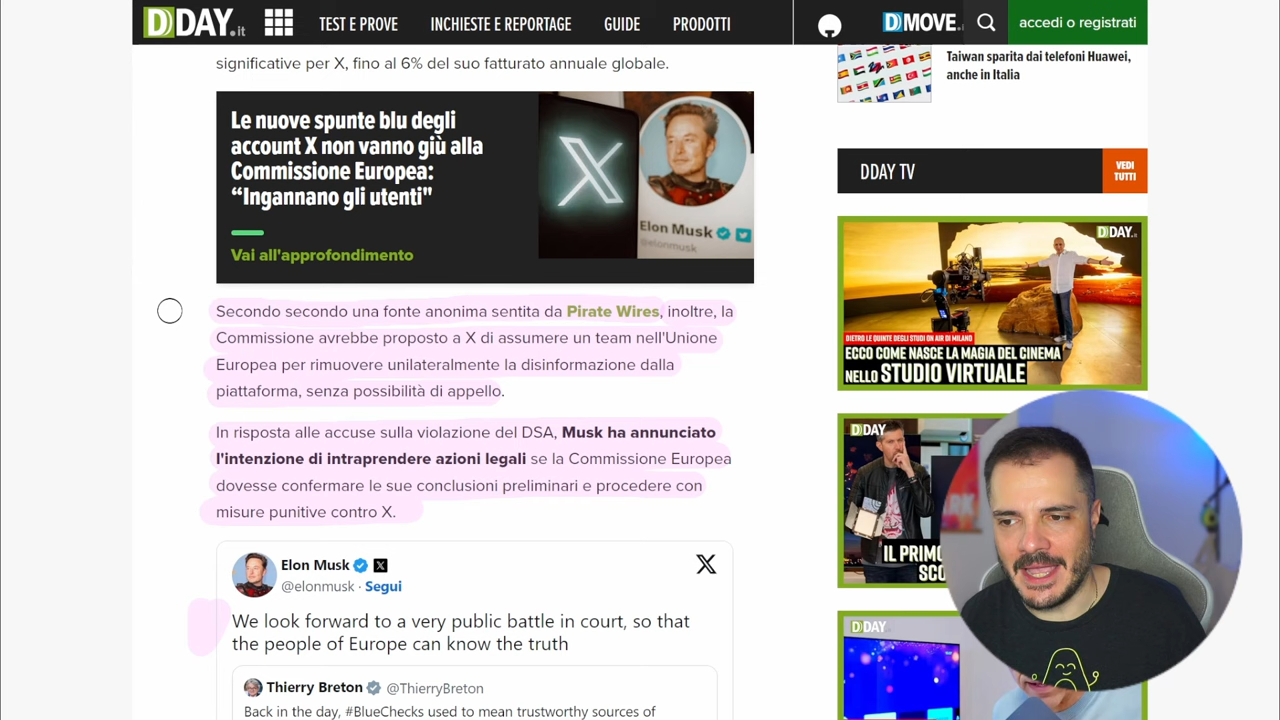 DDAY.it
TEST E PROVE
INCHIESTE E REPORTAGE
GUIDE
PRODOTTI
DMOVE.i
accedi o registrati
significative per X, fino al 6% del suo fatturato annuale globale.
Le nuove spunte blu degli
account X non vanno giù alla
Commissione Europea:
“Ingannano gli utenti"
Vai all'approfondimento
X
Elon Musk
@elonmusk
Secondo secondo una fonte anonima sentita da Pirate Wires, inoltre, la
Commissione avrebbe proposto a X di assumere un team nell'Unione
Europea per rimuovere unilateralmente la disinformazione dalla
piattaforma, senza possibilità di appello.
In risposta alle accuse sulla violazione del DSA, Musk ha annunciato
l'intenzione di intraprendere azioni legali se la Commissione Europea
dovesse confermare le sue conclusioni preliminari e procedere con
misure punitive contro X.
Elon Musk
@elonmusk · Segui
We look forward to a very public battle in court, so that
the people of Europe can know the truth
Thierry Breton @ThierryBreton
Back in the day, #BlueChecks used to mean trustworthy sources of
Taiwan sparita dai telefoni Huawei,
anche in Italia
DDAY TV
VEDI
TUTTI
DDAY.it
DIETRO LE QUINTE DEGLI STUDI ON AIR DI MILANO
ECCO COME NASCE LA MAGIA DEL CINEMA
NELLO STUDIO VIRTUALE
DDAY
IL PRIMO
SCO
DDAY